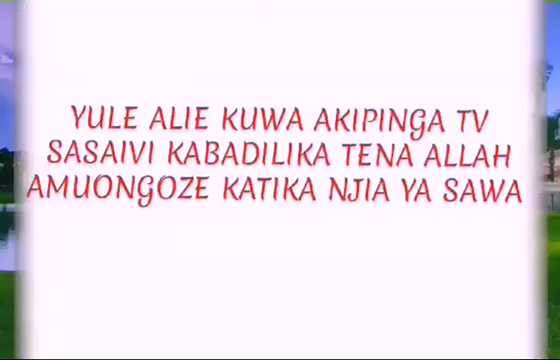 YULE ALIE KUWA AKIPINGA TV
SASAIVI KABADILIKA TENA ALLAH
AMUONGOZE KATIKA NJIA YA SAWA